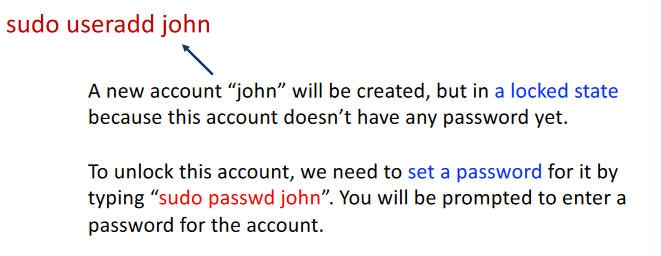 sudo useradd john
A new account “john” will be created, but in a locked state
because this account doesn’t have any password yet.
To unlock this account, we need to set a password for it by
typing “sudo passwd john”. You will be prompted to enter a
password for the account.